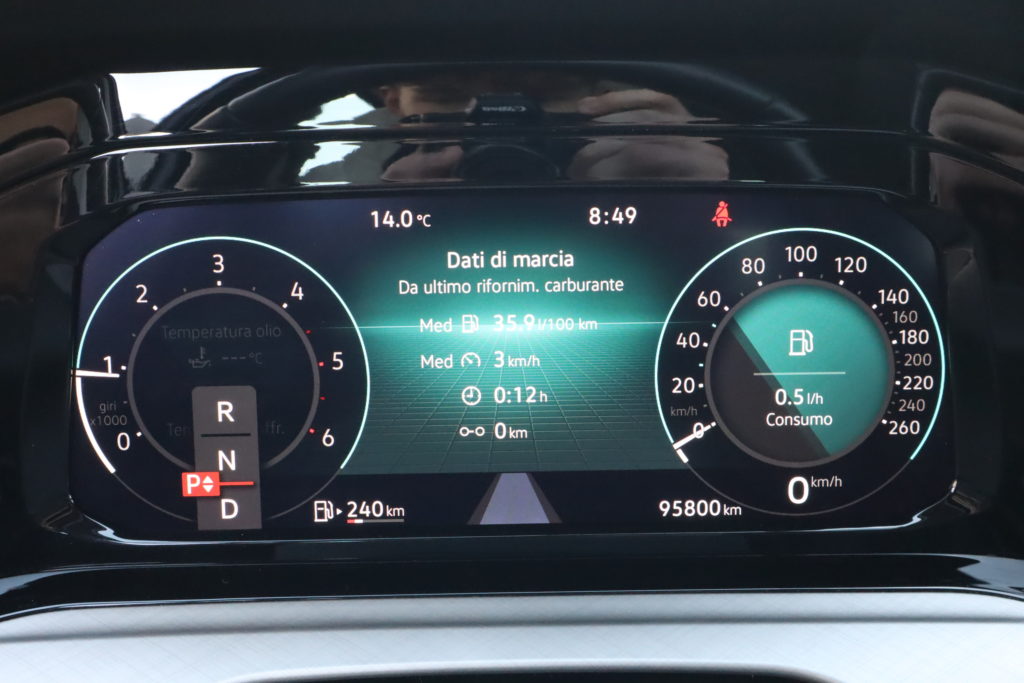 14.0 °C
8:49
Dati di marcia
Da ultimo rifornim. carburante
Med 35.9 l/100 km
Med 3 km/h
0:12 h
0 km
0
1
2
3
4
5
6
giri
x1000
Temperatura olio
---°C
R
N
P
D
240 km
0
20
40
60
80
100
120
140
160
180
200
220
240
260
km/h
0.5 l/h
Consumo
0 km/h
95800 km